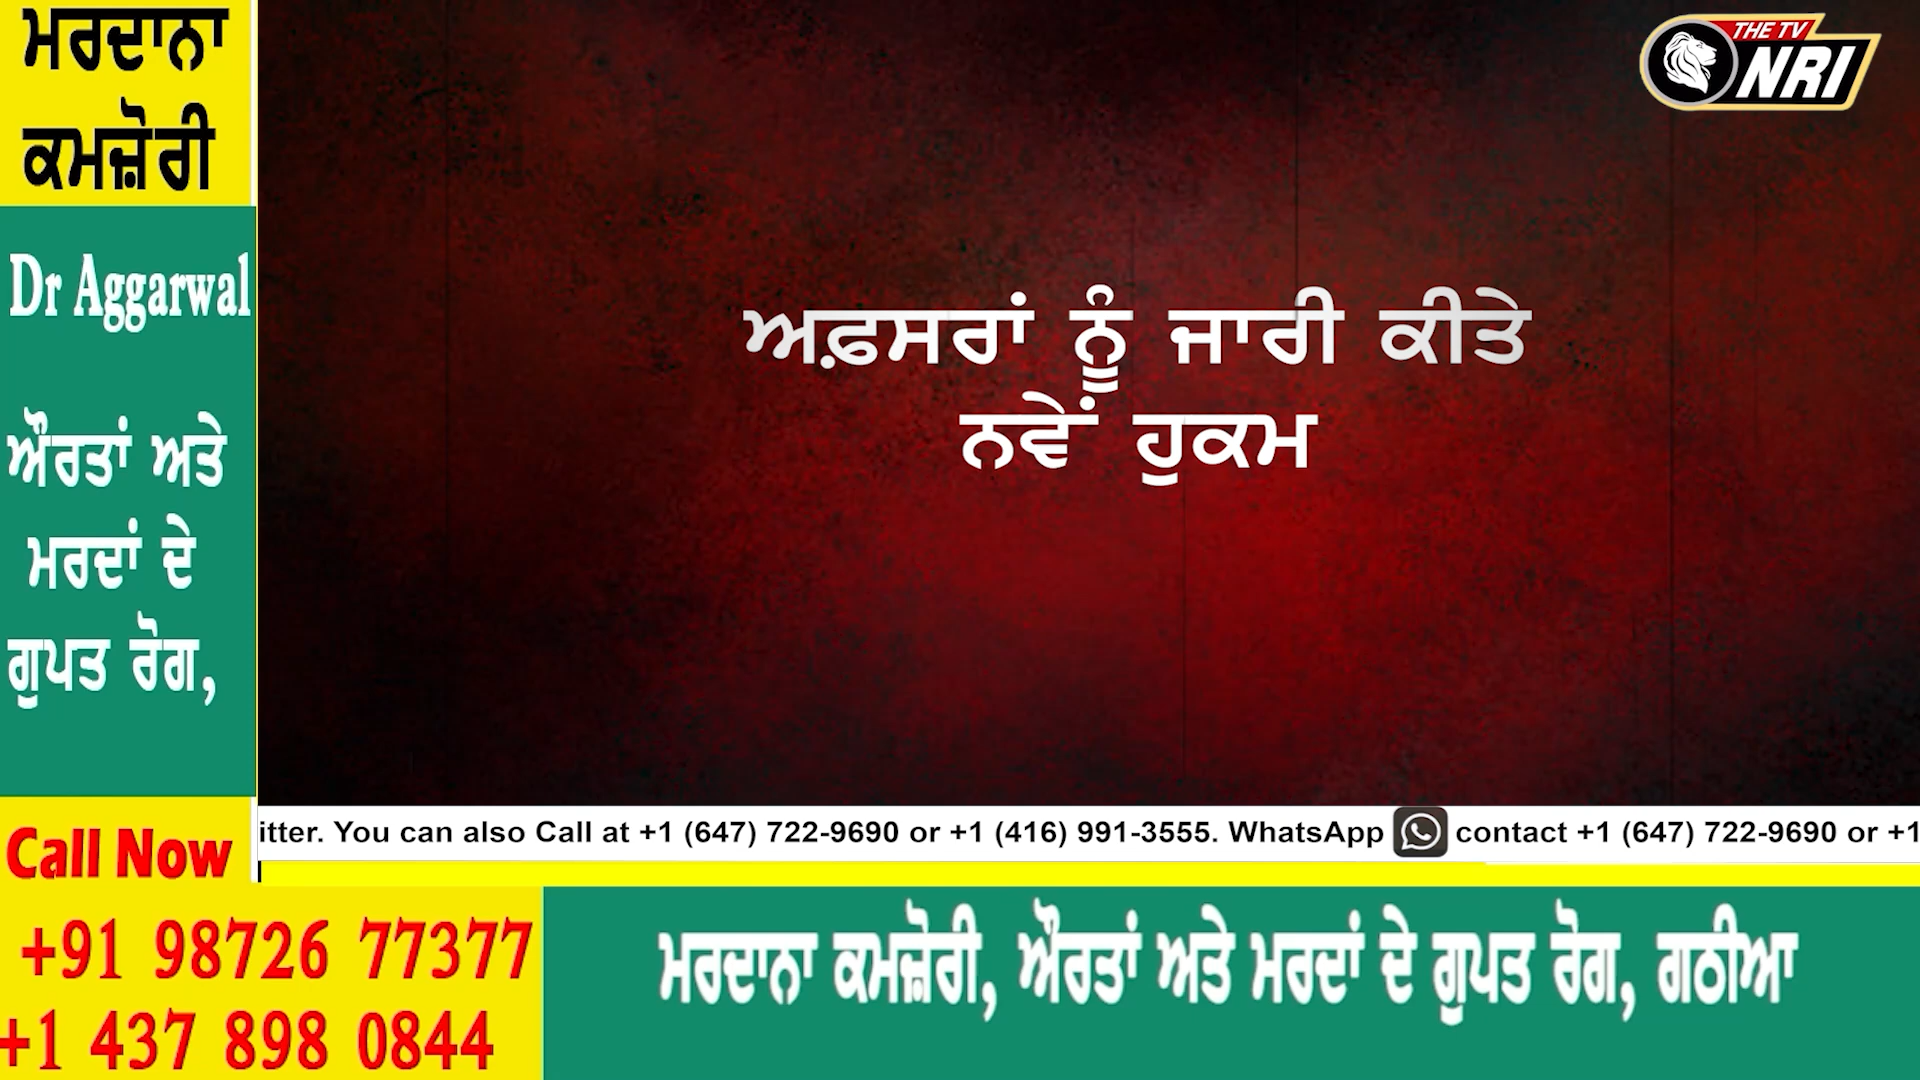 ਮਰਦਾਨਾ
ਕਮਜ਼ੋਰੀ
Dr Aggarwal
ਔਰਤਾਂ ਅਤੇ
ਮਰਦਾਂ ਦੇ
ਗੁਪਤ ਰੋਗ,
THE TV
NRI
ਅਫ਼ਸਰਾਂ ਨੂੰ ਜਾਰੀ ਕੀਤੇ
ਨਵੇਂ ਹੁਕਮ
itter. You can also Call at +1 (647) 722-9690 or +1 (416) 991-3555. WhatsApp contact +1 (647) 722-9690 or +1
Call Now
+91 98726 77377
+1 437 898 0844
ਮਰਦਾਨਾ ਕਮਜ਼ੋਰੀ, ਔਰਤਾਂ ਅਤੇ ਮਰਦਾਂ ਦੇ ਗੁਪਤ ਰੋਗ, ਗਠੀਆ